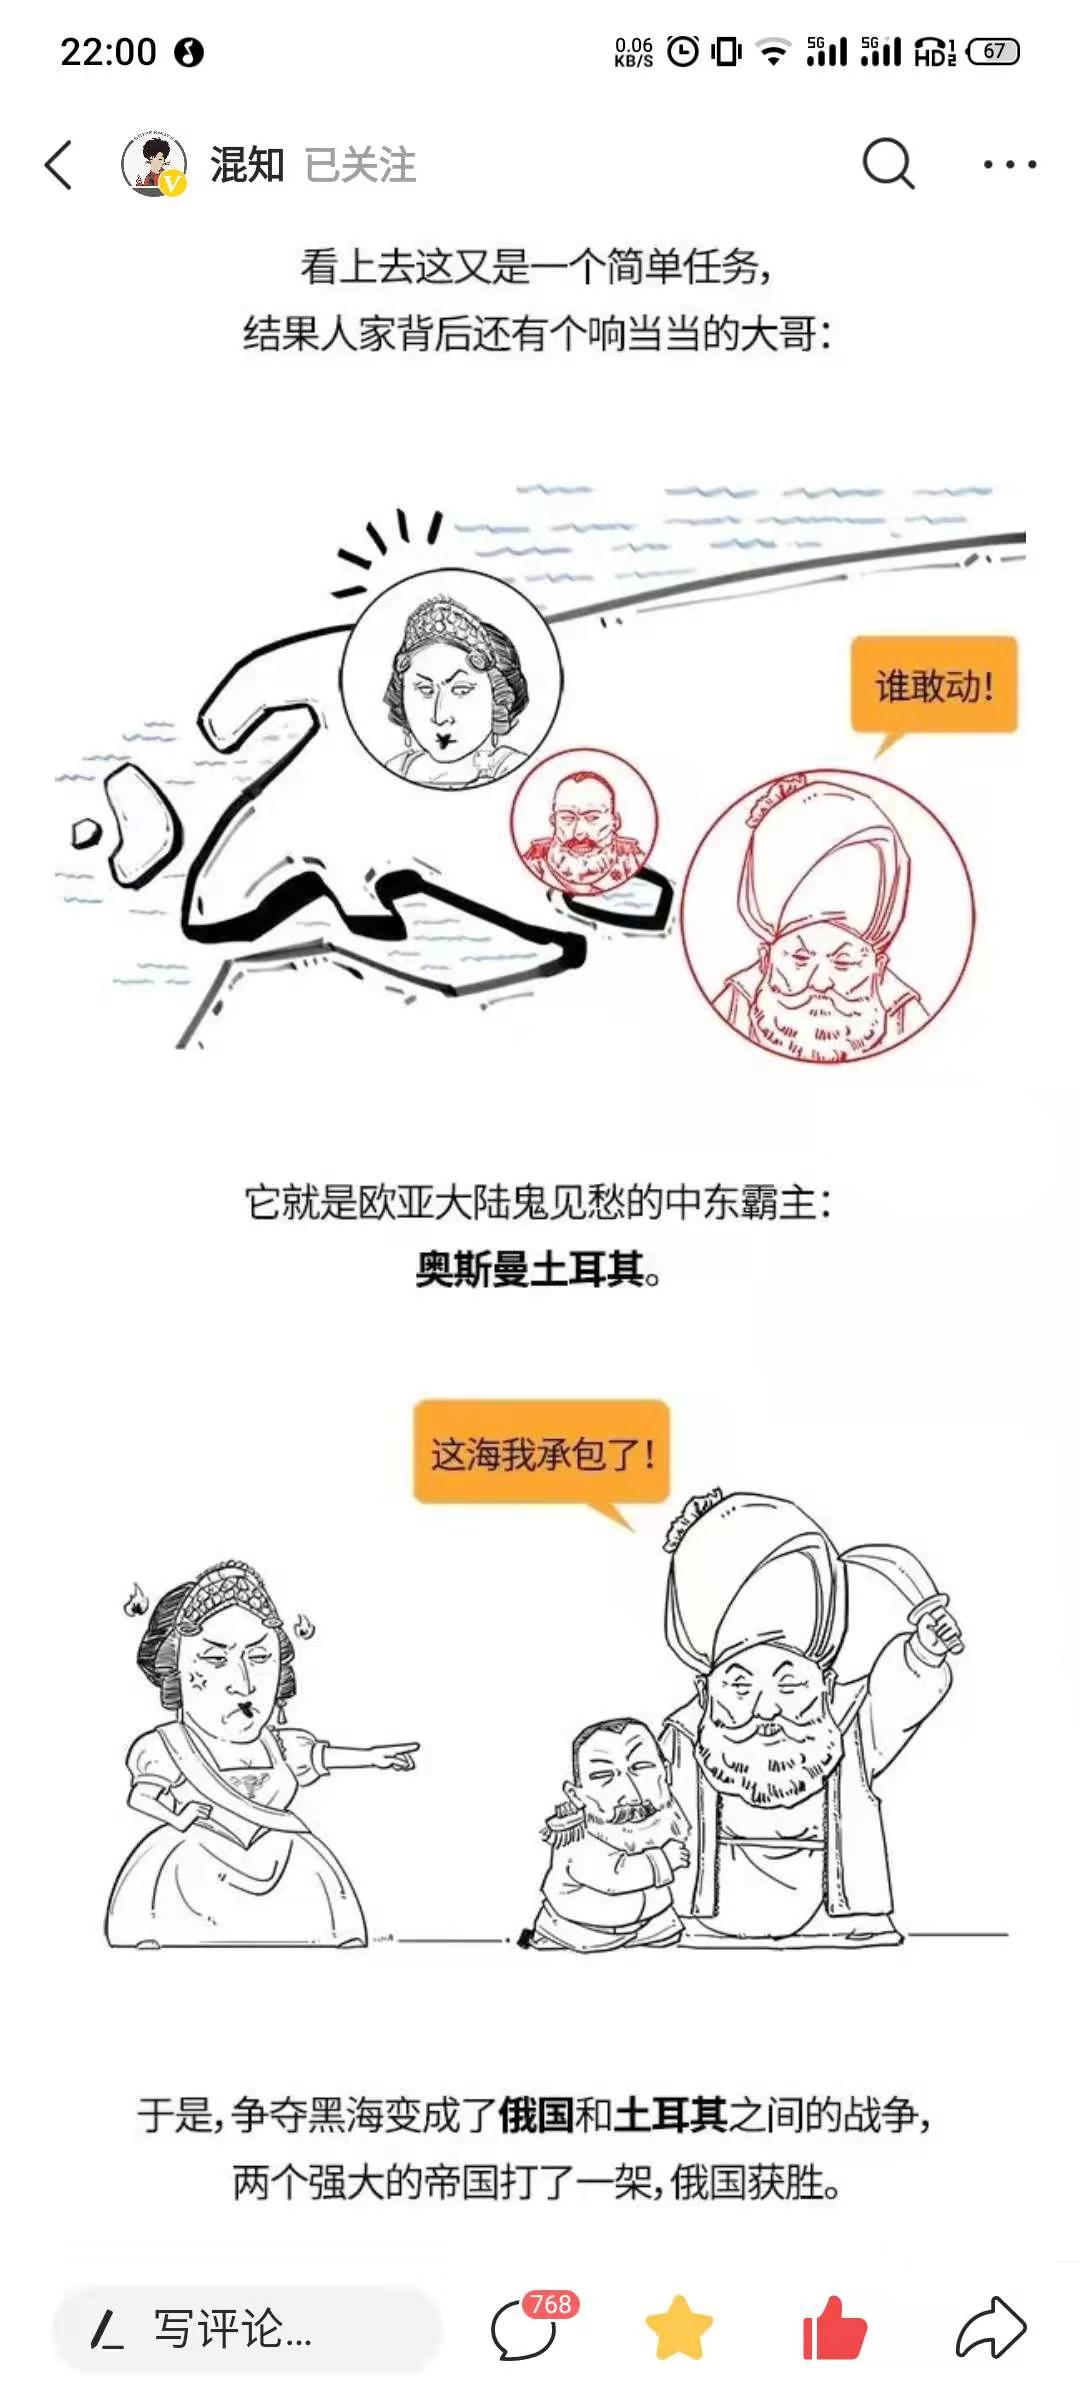 22:00
0.06
KB/S
5G
5G
HD 1
2
67
混知 已关注
看上去这又是一个简单任务，
结果人家背后还有个响当当的大哥：
谁敢动！
它就是欧亚大陆鬼见愁的中东霸主：
奥斯曼土耳其。
这海我承包了！
于是，争夺黑海变成了俄国和土耳其之间的战争，
两个强大的帝国打了一架，俄国获胜。
写评论...
768